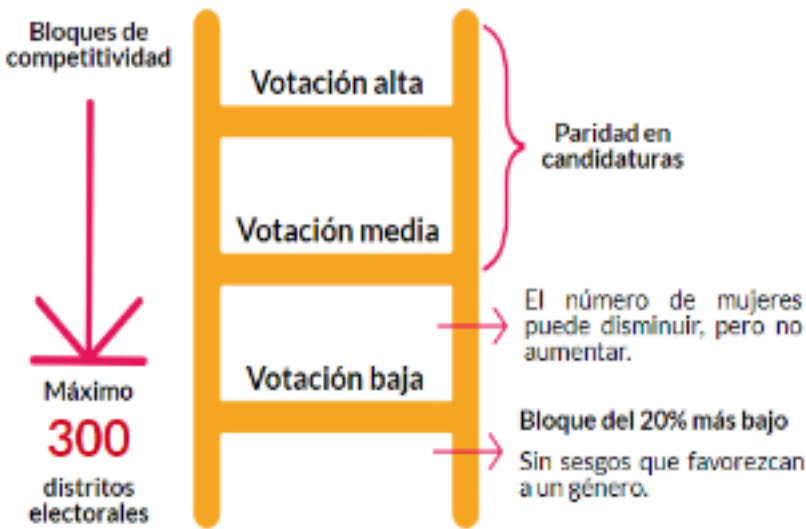 Bloques de
competitividad
Votación alta
Paridad en
candidaturas
Votación media
El número de mujeres
puede disminuir, pero no
aumentar.
Votación baja
Máximo
300
distritos
electorales
Bloque del 20% más bajo
Sin sesgos que favorezcan
a un género.